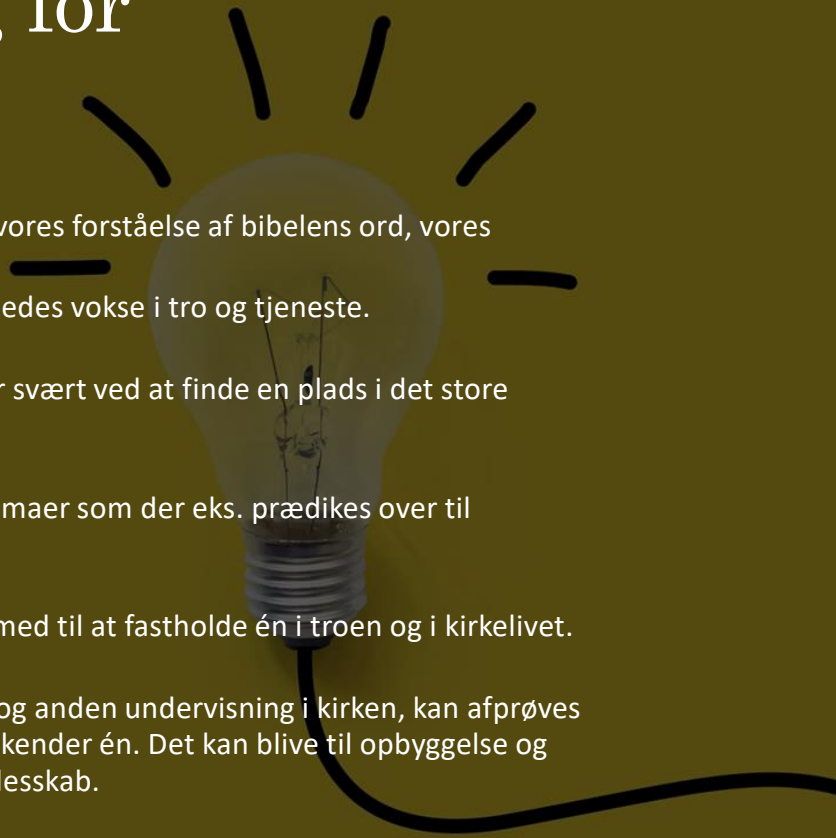 for
vores forståelse af bibelens ord, vores
edes vokse i tro og tjeneste.
r svært ved at finde en plads i det store
maer som der eks. prædikes over til
med til at fastholde én i troen og i kirkelivet.
og anden undervisning i kirken, kan afprøves
kender én. Det kan blive til opbyggelse og
lesskab.